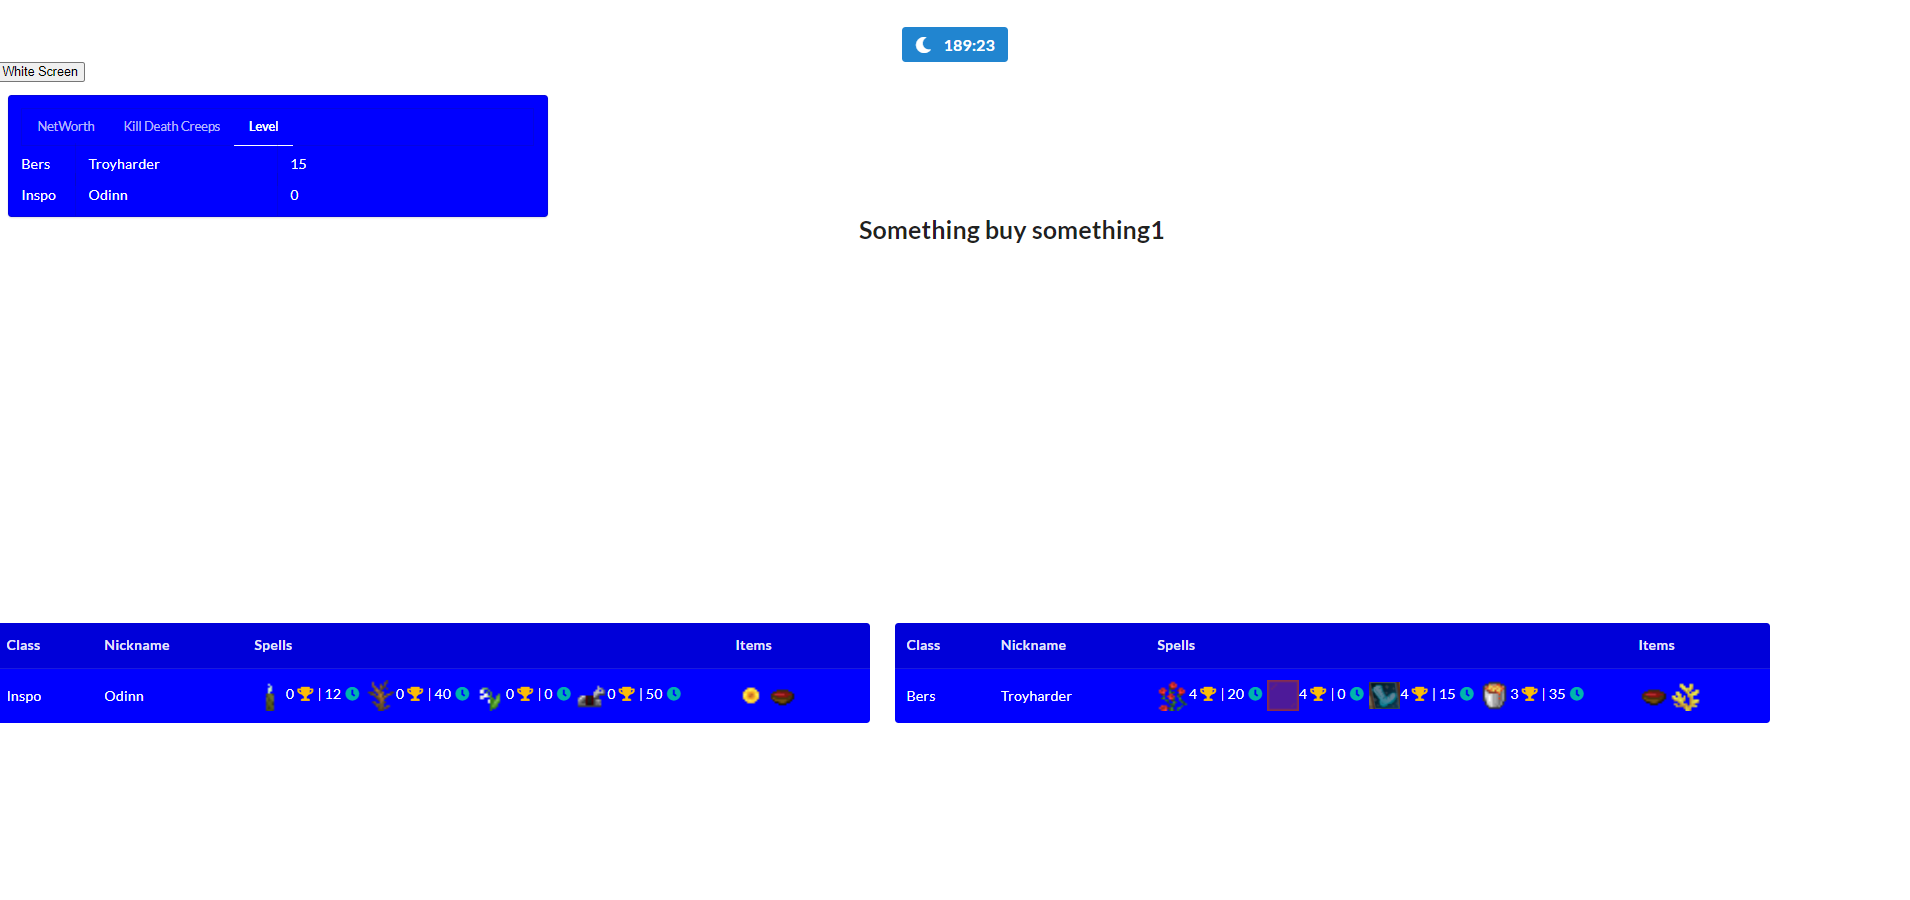 189:23
White Screen
NetWorth Kill Death Creeps Level
Bers Troyharder 15
Inspo Odinn 0
Something buy something1
Class Nickname Spells Items
Inspo Odinn 0 | 12 0 | 40 0 | 0 0 | 50
Class Nickname Spells Items
Bers Troyharder 4 | 20 4 | 0 4 | 15 3 | 35